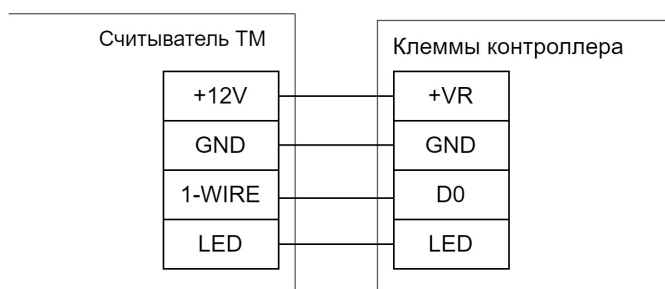 Считыватель ТМ
Клеммы контроллера
+12V
+VR
GND
GND
1-WIRE
D0
LED
LED